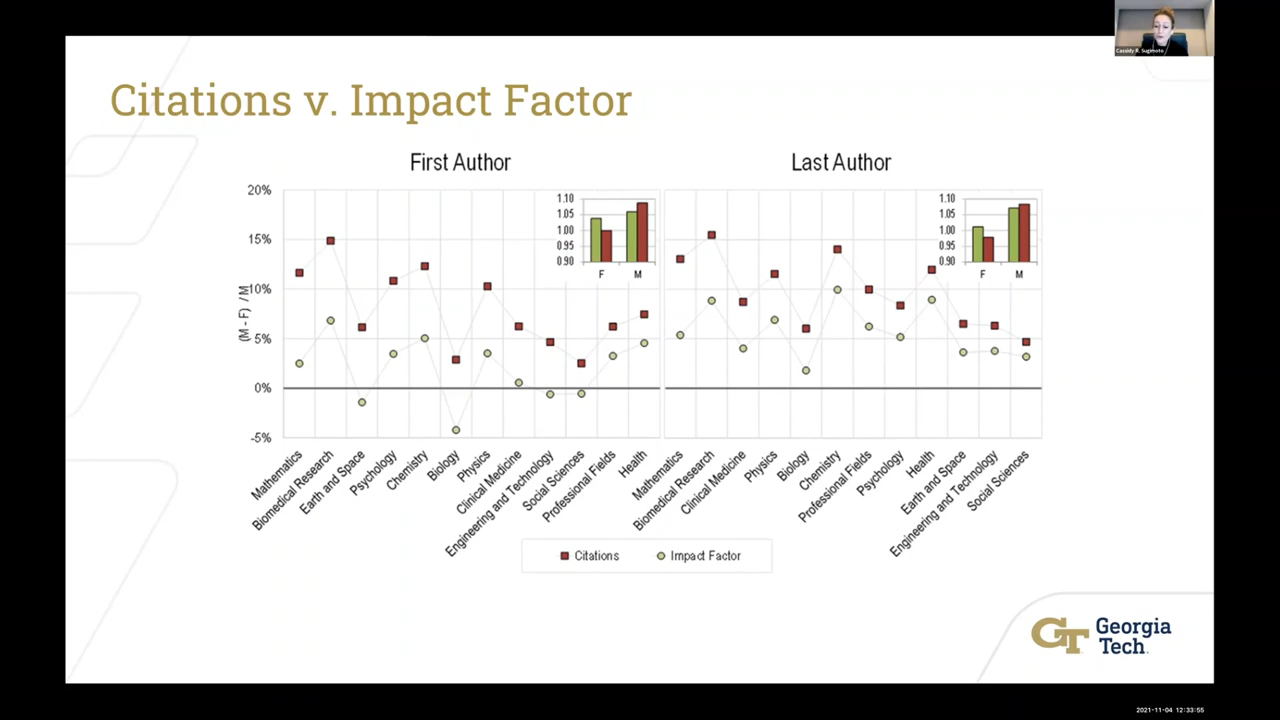 Cassidy R. Sugimoto
Citations v. Impact Factor
First Author
Last Author
(M - F) / M
20%
15%
10%
5%
0%
-5%
1.10
1.05
1.00
0.95
0.90
F M
1.10
1.05
1.00
0.95
0.90
F M
Mathematics
Biomedical Research
Earth and Space
Psychology
Chemistry
Biology
Physics
Clinical Medicine
Engineering and Technology
Social Sciences
Professional Fields
Health
Mathematics
Biomedical Research
Clinical Medicine
Physics
Biology
Chemistry
Professional Fields
Psychology
Health
Earth and Space
Engineering and Technology
Social Sciences
Citations Impact Factor
GT Georgia
Tech
2021-11-04 12:33:55